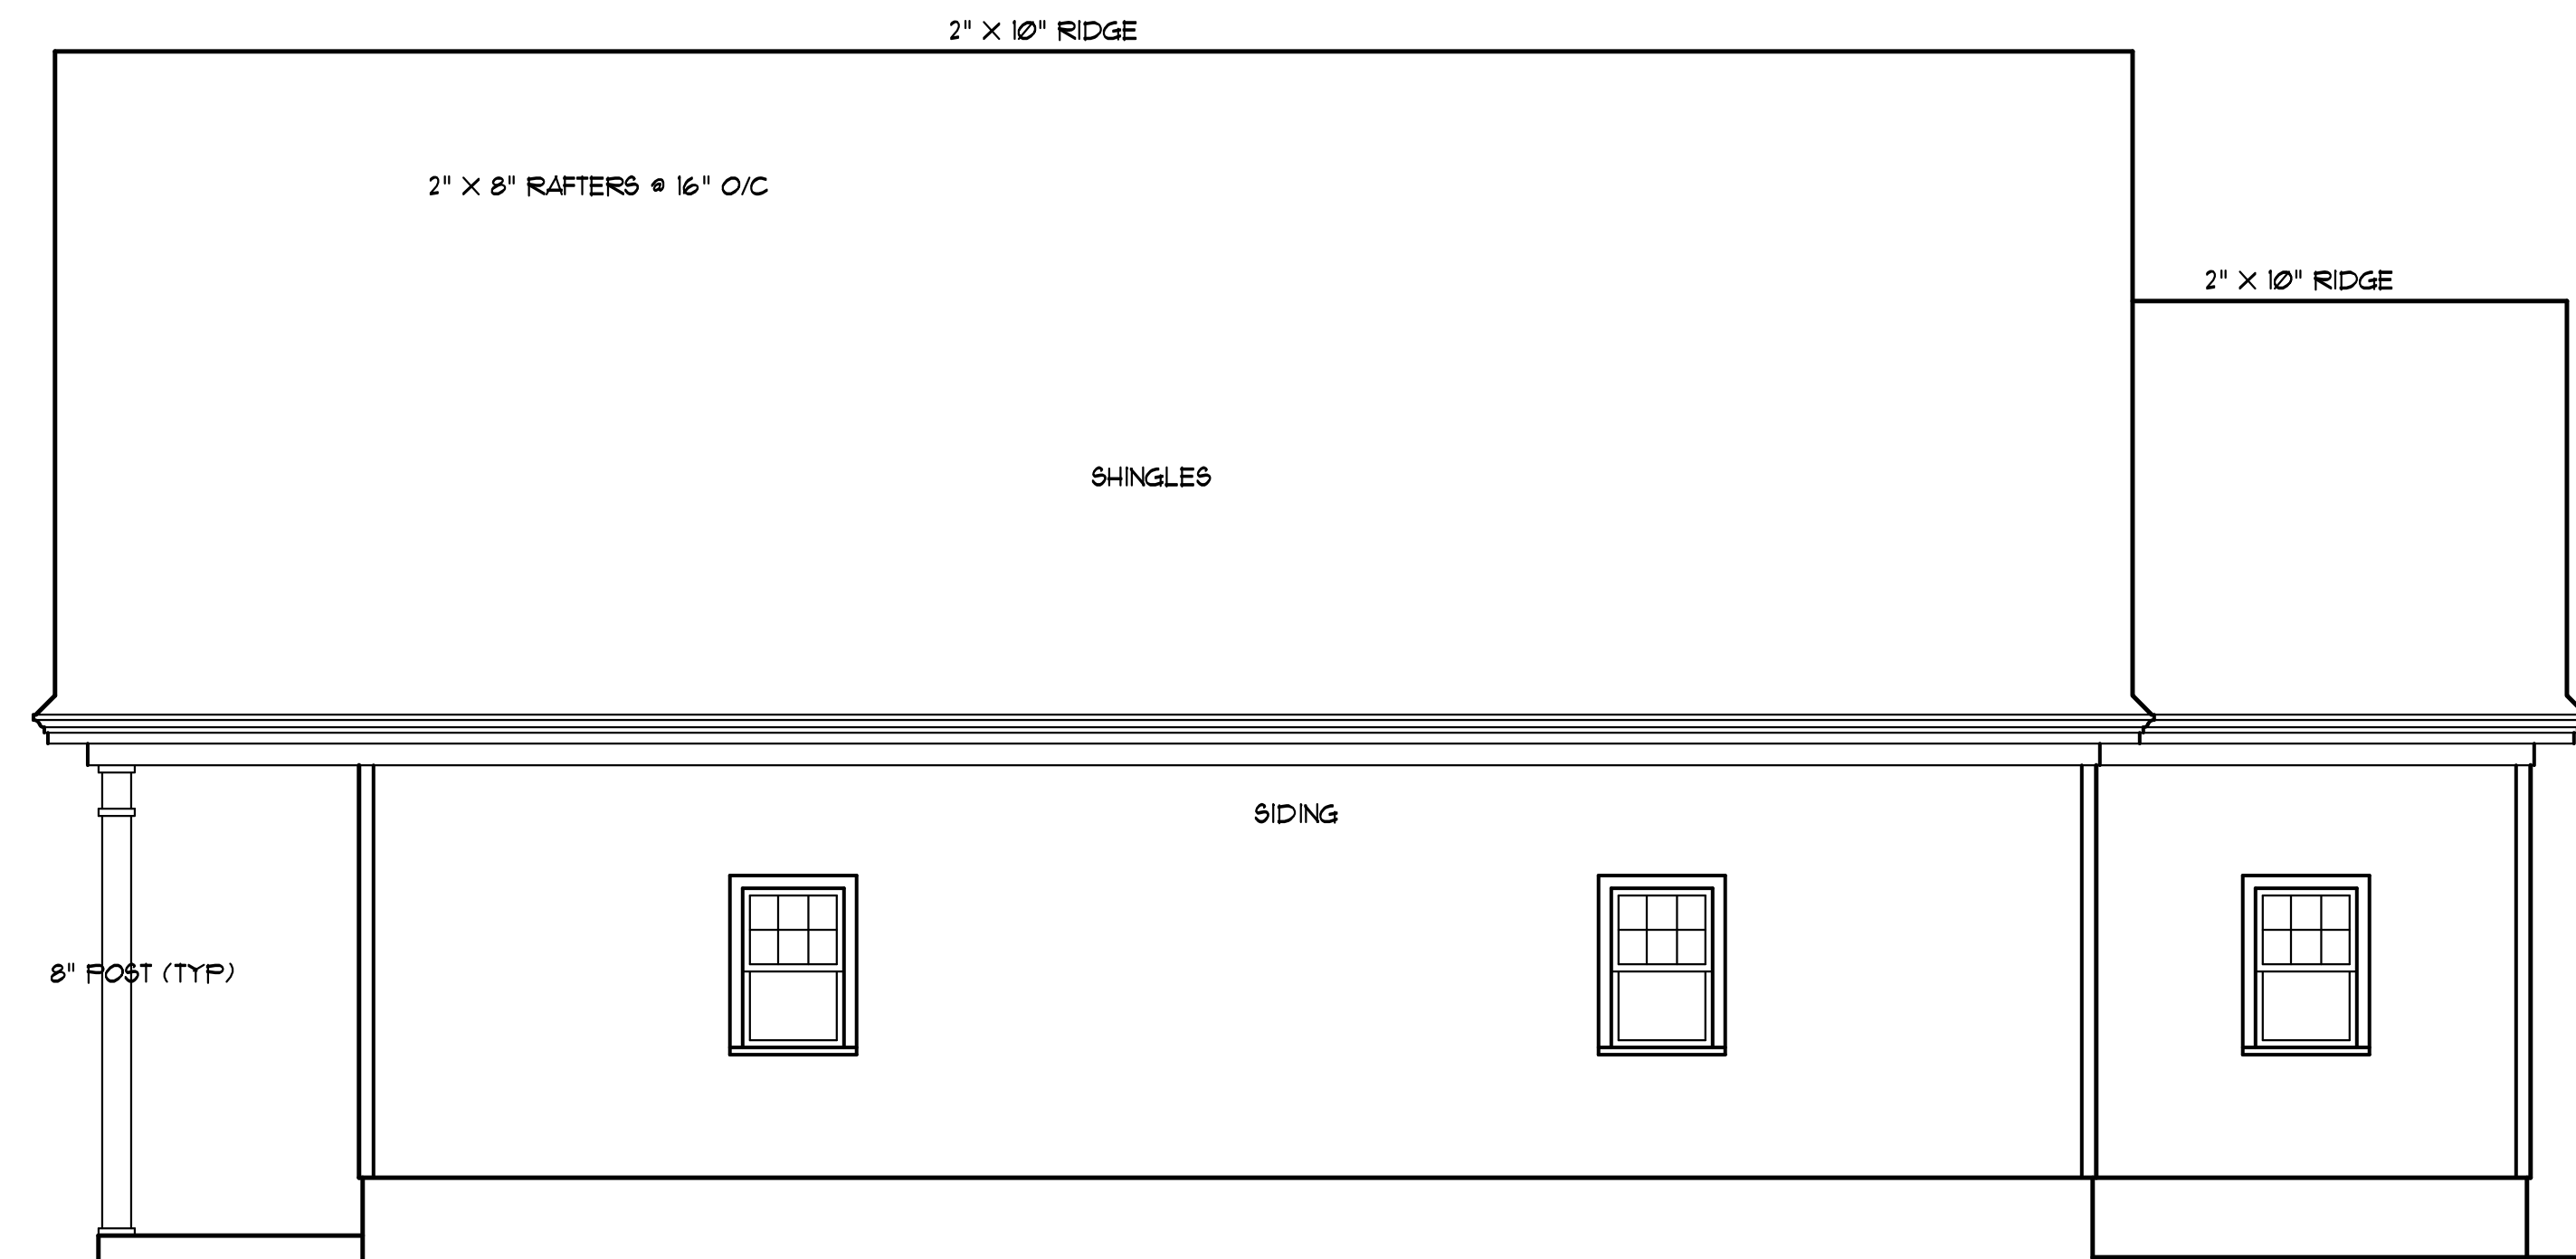 2" X 10" RIDGE
2" X 8" RAFTERS @ 16" O/C
2" X 10" RIDGE
SHINGLES
SIDING
8" POST (TYP)